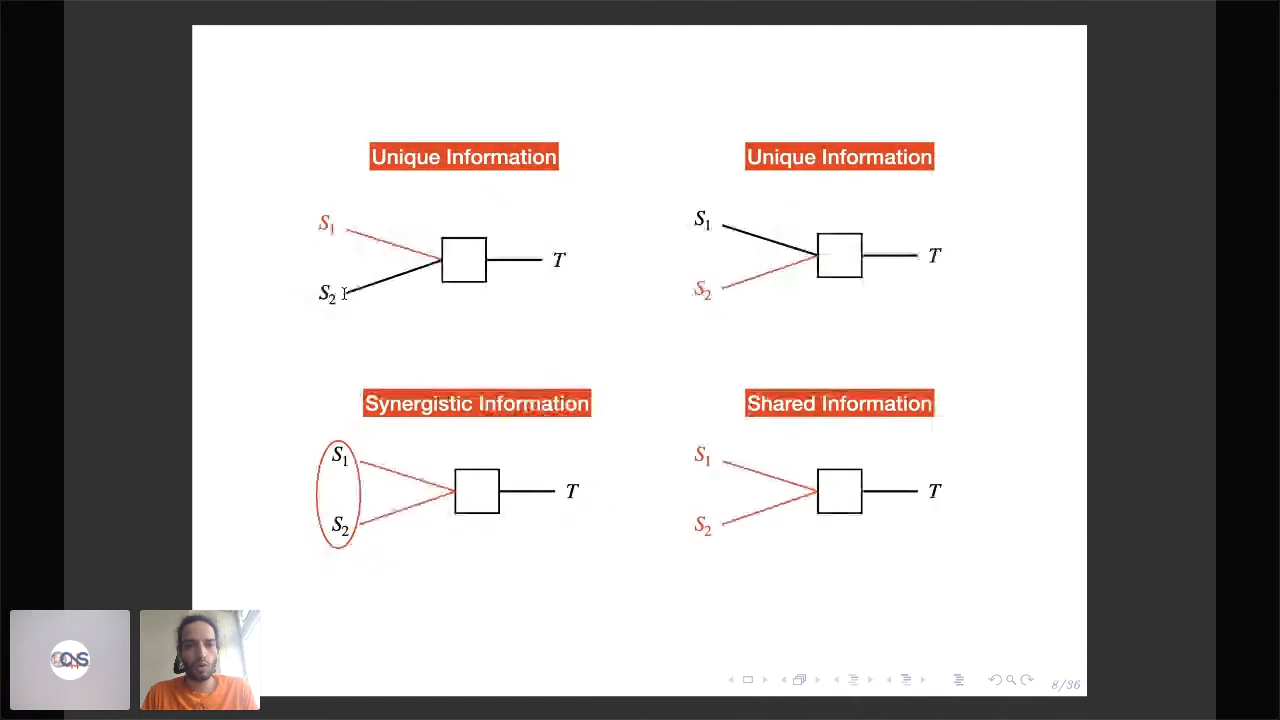 Unique Information
S1
S2
T
Unique Information
S1
S2
T
Synergistic Information
S1
S2
T
Shared Information
S1
S2
T
8/36